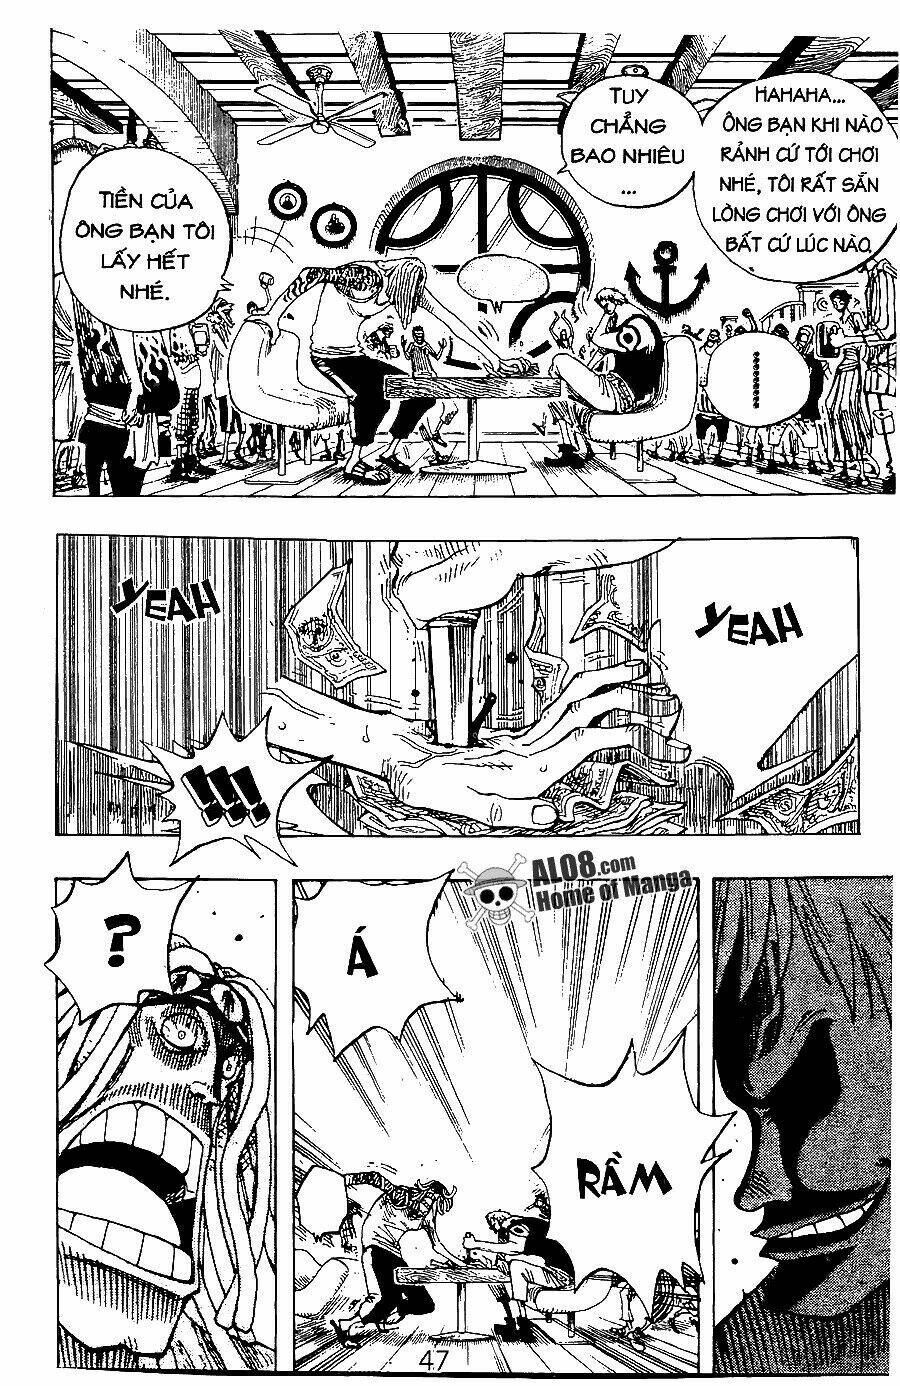 HAHAHA...
ÔNG BẠN KHI NÀO
RẢNH CỨ TỚI CHƠI
NHÉ, TÔI RẤT SẴN
LÒNG CHƠI VỚI ÔNG
BẤT CỨ LÚC NÀO.
TUY
CHẲNG
BAO NHIÊU
...
TIỀN CỦA
ÔNG BẠN TÔI
LẤY HẾT
NHÉ.
YEAH
YEAH
!!!
?
Á
RẦM
AL08.com
Home of Manga
47